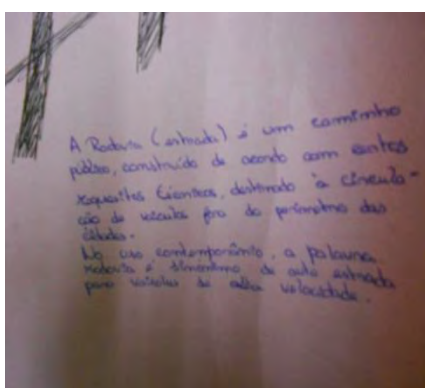 A Rodovia (estrada) é um caminho
público, construído de acordo com certos
requisitos técnicos, destinado à circula-
ção de veículos fora do perímetro das
cidades.
No uso contemporânio, a palavra
rodovia é sinônimo de auto estrada
para veículos de alta velocidade.